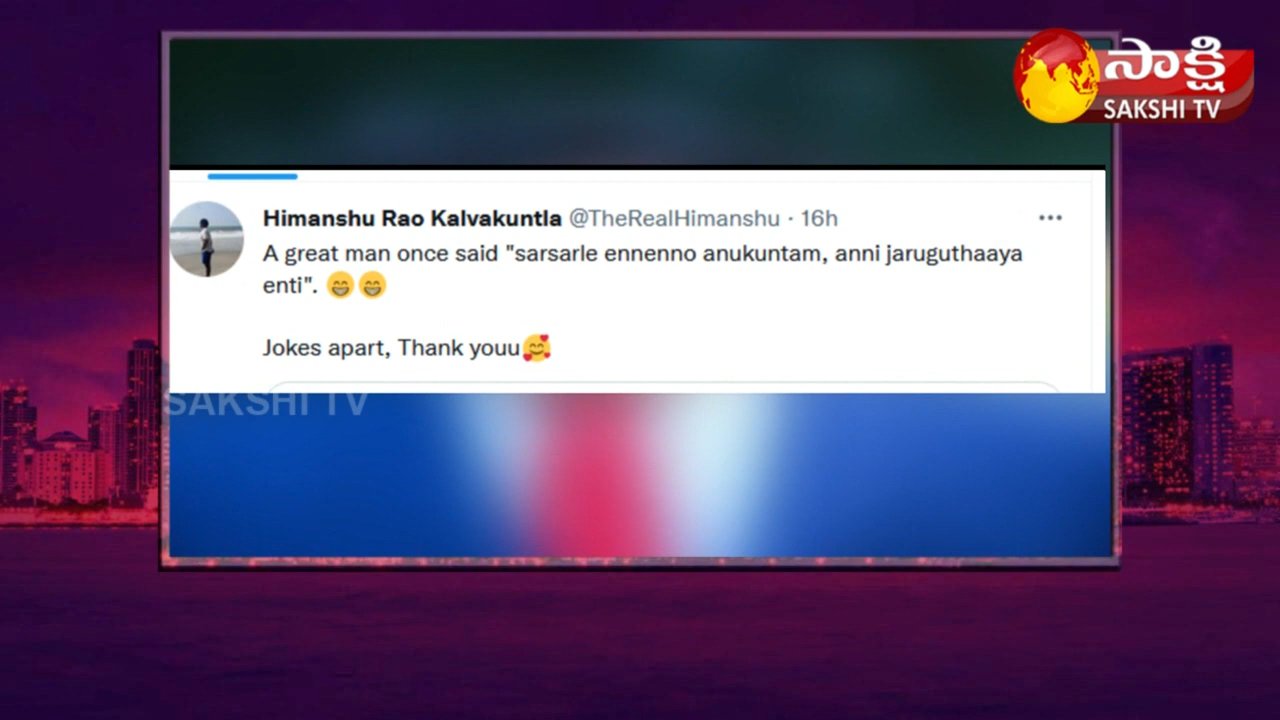 సాక్షి
SAKSHI TV
Himanshu Rao Kalvakuntla @TheRealHimanshu · 16h
A great man once said "sarsarle ennenno anukuntam, anni jaruguthaaya
enti". 😁😁
Jokes apart, Thank youu🥰
SAKSHI TV